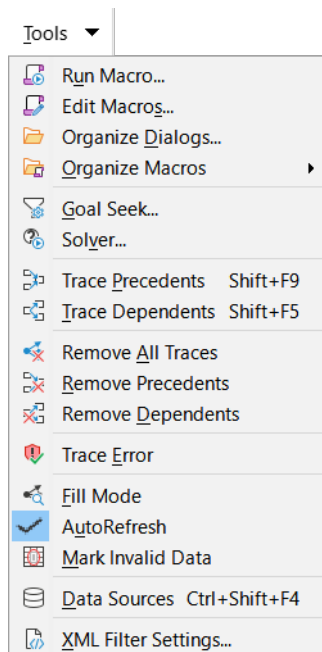 Tools
Run Macro...
Edit Macros...
Organize Dialogs...
Organize Macros
Goal Seek...
Solver...
Trace Precedents Shift+F9
Trace Dependents Shift+F5
Remove All Traces
Remove Precedents
Remove Dependents
Trace Error
Fill Mode
AutoRefresh
Mark Invalid Data
Data Sources Ctrl+Shift+F4
XML Filter Settings...